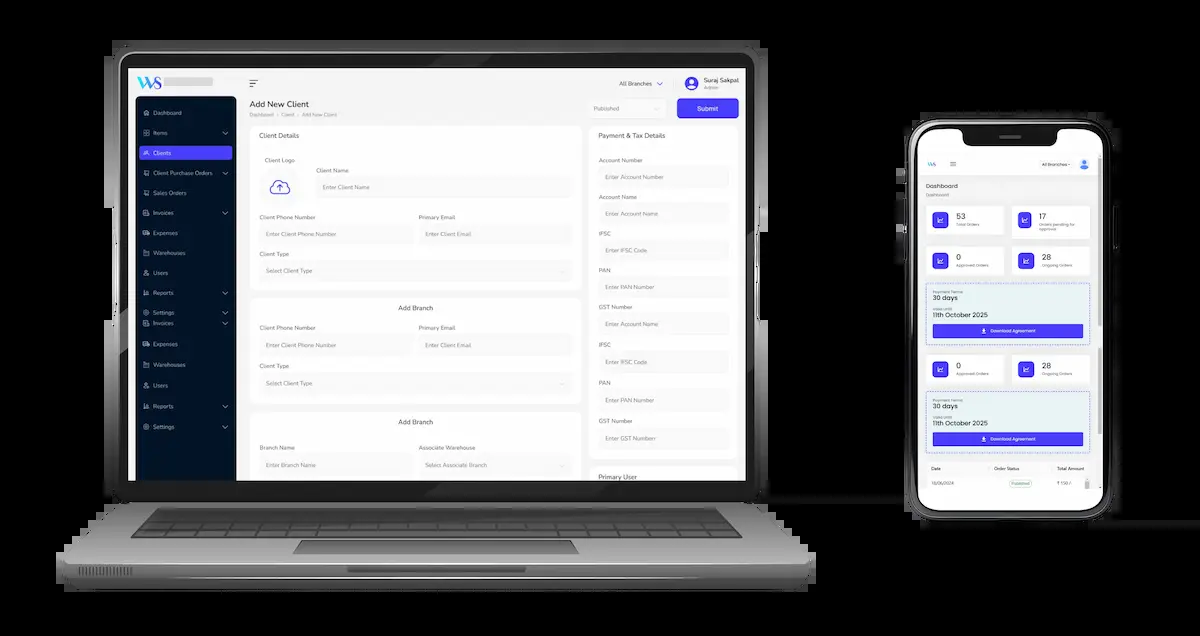 WS
All Branches
Suraj Sakpal
Admin
Add New Client
Dashboard > Client > Add New Client
Published
Submit
Dashboard
Items
Clients
Client Purchase Orders
Sales Orders
Invoices
Expenses
Warehouses
Users
Reports
Settings
Invoices
Expenses
Warehouses
Users
Reports
Settings
Client Details
Client Logo
Client Name
Enter Client Name
Client Phone Number
Primary Email
Enter Client Phone Number
Enter Client Email
Client Type
Select Client Type
Add Branch
Client Phone Number
Primary Email
Enter Client Phone Number
Enter Client Email
Client Type
Select Client Type
Add Branch
Branch Name
Associate Warehouse
Enter Branch Name
Select Associate Branch
Payment & Tax Details
Account Number
Enter Account Number
Account Name
Enter Account Name
IFSC
Enter IFSC Code
PAN
Enter PAN Number
GST Number
Enter Account Name
IFSC
Enter IFSC Code
PAN
Enter PAN Number
GST Number
Enter GST Number
Primary User
WS
All Branches
Dashboard
Dashboard
53
Total Orders
17
Orders pending for
approval
0
Approved Orders
28
Ongoing Orders
Payment Terms
30 days
Valid Until
11th October 2025
Download Agreement
0
Approved Orders
28
Ongoing Orders
Payment Terms
30 days
Valid Until
11th October 2025
Download Agreement
Date
Order Status
Total Amount
16/06/2024
Published
₹ 150 /-